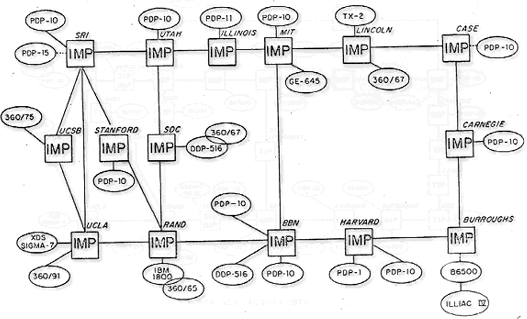 PDP-10
PDP-10
PDP-11
PDP-10
TX-2
SRI
UTAH
ILLINOIS
MIT
LINCOLN
CASE
PDP-15
IMP
IMP
IMP
IMP
IMP
IMP
PDP-10
GE-645
360/67
360/75
UCSB
STANFORD
SDC
360/67
CARNEGIE
IMP
IMP
IMP
DDP-516
IMP
PDP-10
PDP-10
PDP-10
UCLA
RAND
BBN
HARVARD
BURROUGHS
XDS
SIGMA-7
IMP
IMP
IMP
IMP
IMP
360/91
IBM
1800
360/65
DDP-516
PDP-10
PDP-1
PDP-10
B6500
ILLIAC IV